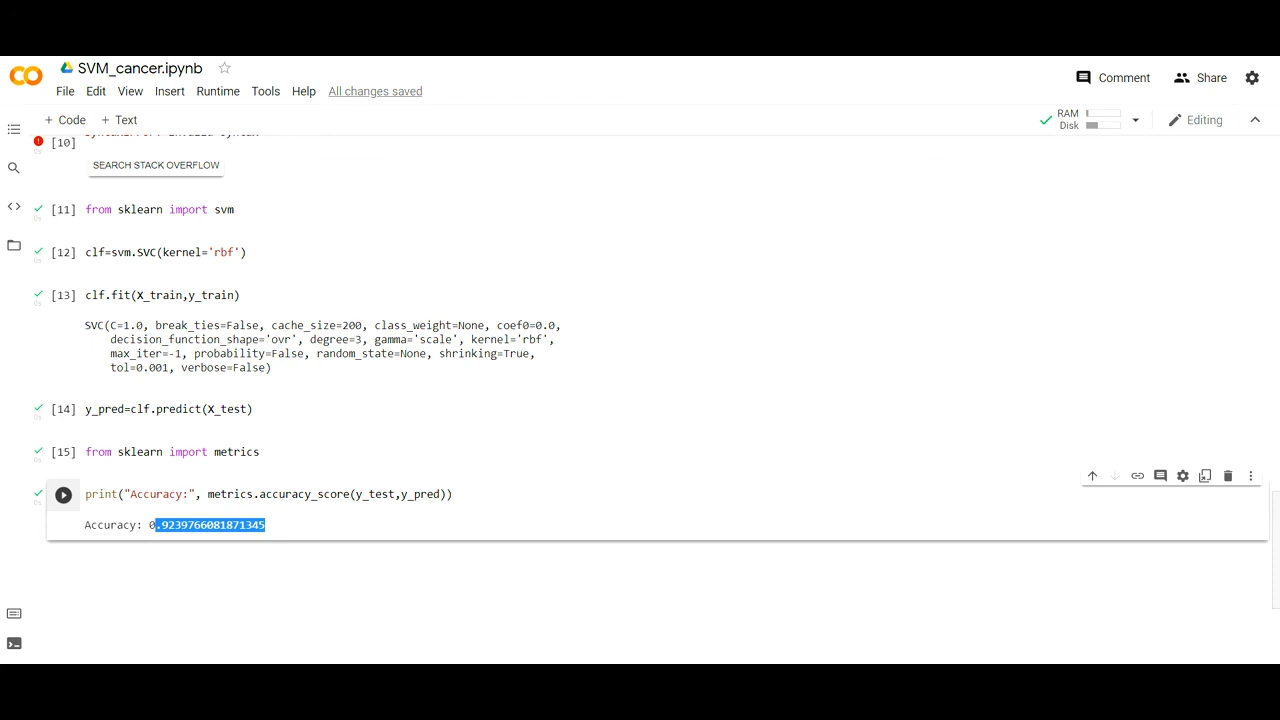 SVM_cancer.ipynb
File Edit View Insert Runtime Tools Help All changes saved
Comment Share
+ Code + Text
RAM
Disk
Editing
[10]
SEARCH STACK OVERFLOW
[11] from sklearn import svm
[12] clf=svm.SVC(kernel='rbf')
[13] clf.fit(X_train,y_train)
SVC(C=1.0, break_ties=False, cache_size=200, class_weight=None, coef0=0.0,
decision_function_shape='ovr', degree=3, gamma='scale', kernel='rbf',
max_iter=-1, probability=False, random_state=None, shrinking=True,
tol=0.001, verbose=False)
[14] y_pred=clf.predict(X_test)
[15] from sklearn import metrics
print("Accuracy:", metrics.accuracy_score(y_test,y_pred))
Accuracy: 0.9239766081871345